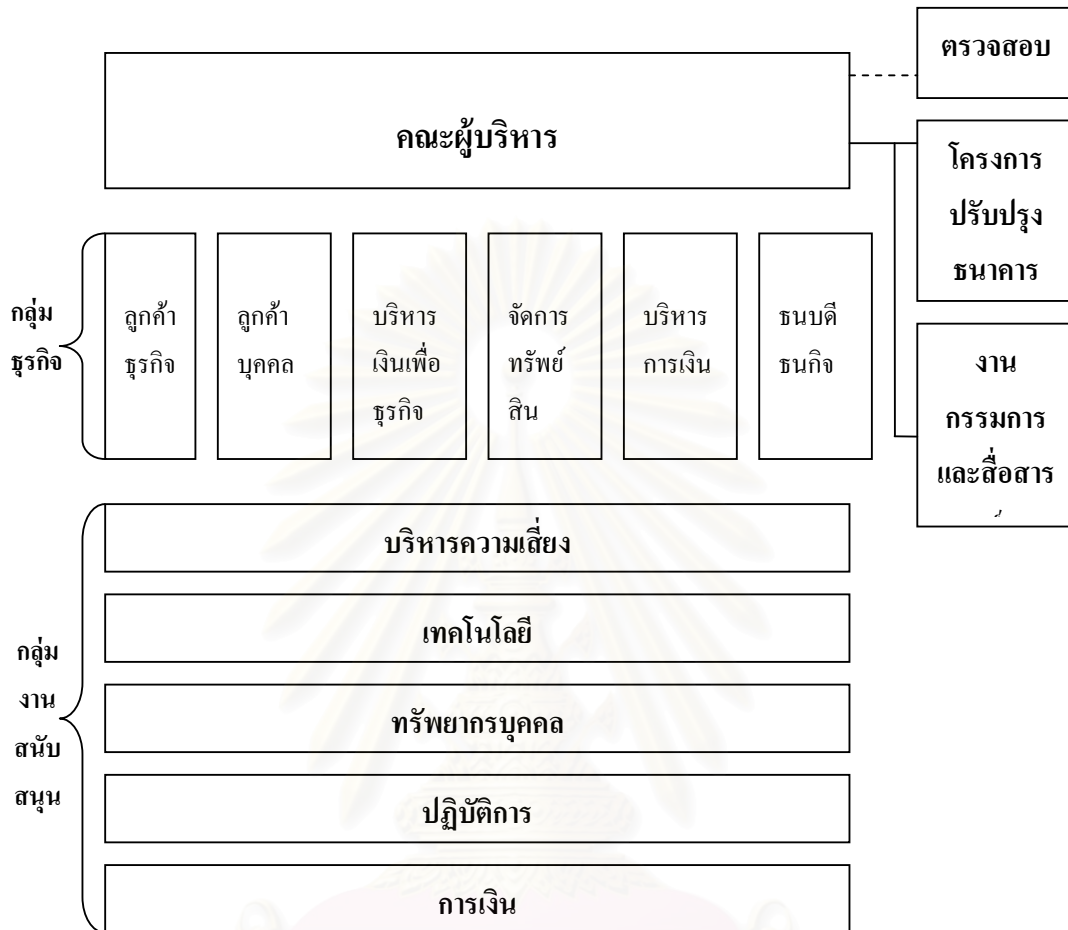 ตรวจสอบ
คณะผู้บริหาร
โครงการ
ปรับปรุง
ธนาคาร
งาน
กรรมการ
และสื่อสาร
กลุ่ม
ธุรกิจ
ลูกค้า
ธุรกิจ
ลูกค้า
บุคคล
บริหาร
เงินเพื่อ
ธุรกิจ
จัดการ
ทรัพย์
สิน
บริหาร
การเงิน
ธนบดี
ธนกิจ
กลุ่ม
งาน
สนับ
สนุน
บริหารความเสี่ยง
เทคโนโลยี
ทรัพยากรบุคคล
ปฏิบัติการ
การเงิน